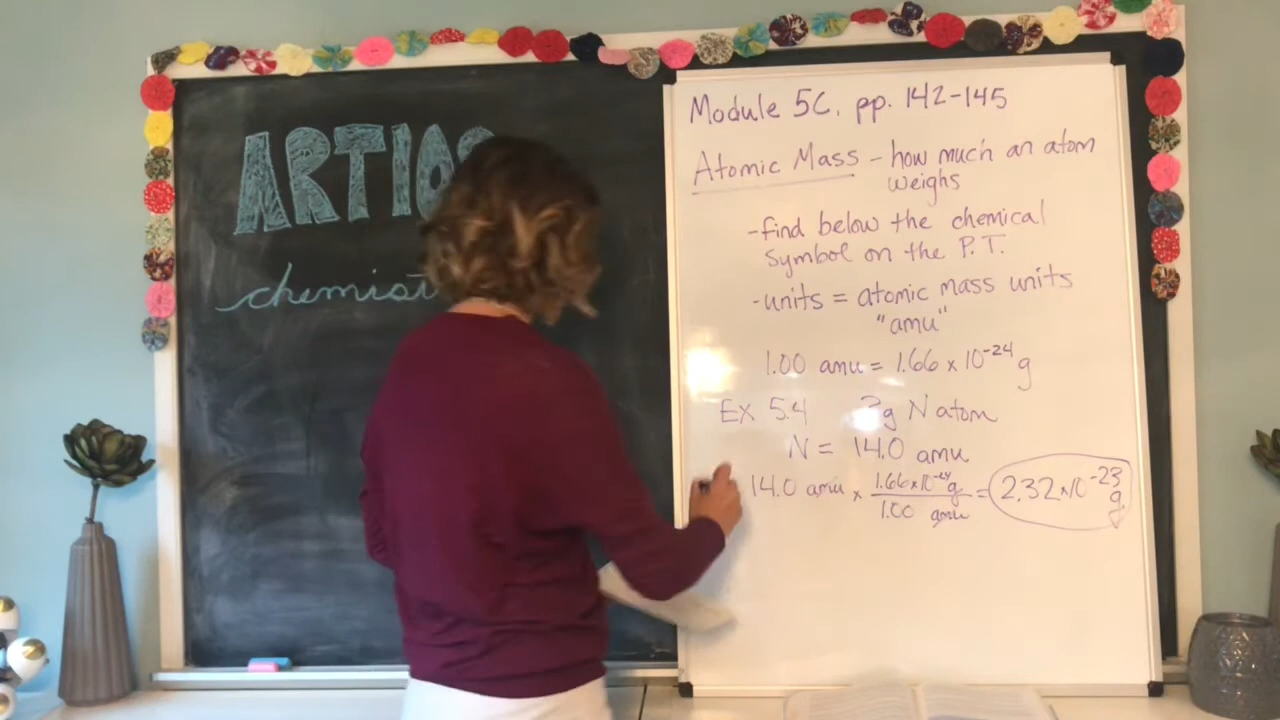 ARTIO
chemist
Module 5C, pp. 142-145
Atomic Mass - how much an atom
weighs
- find below the chemical
symbol on the P.T.
- units = atomic mass units
"amu"
1.00 amu = 1.66 x 10⁻²⁴ g
Ex 5.4 ?g N atom
N = 14.0 amu
14.0 amu x 1.66x10⁻²⁴g / 1.00 amu = 2.32x10⁻²³ g.